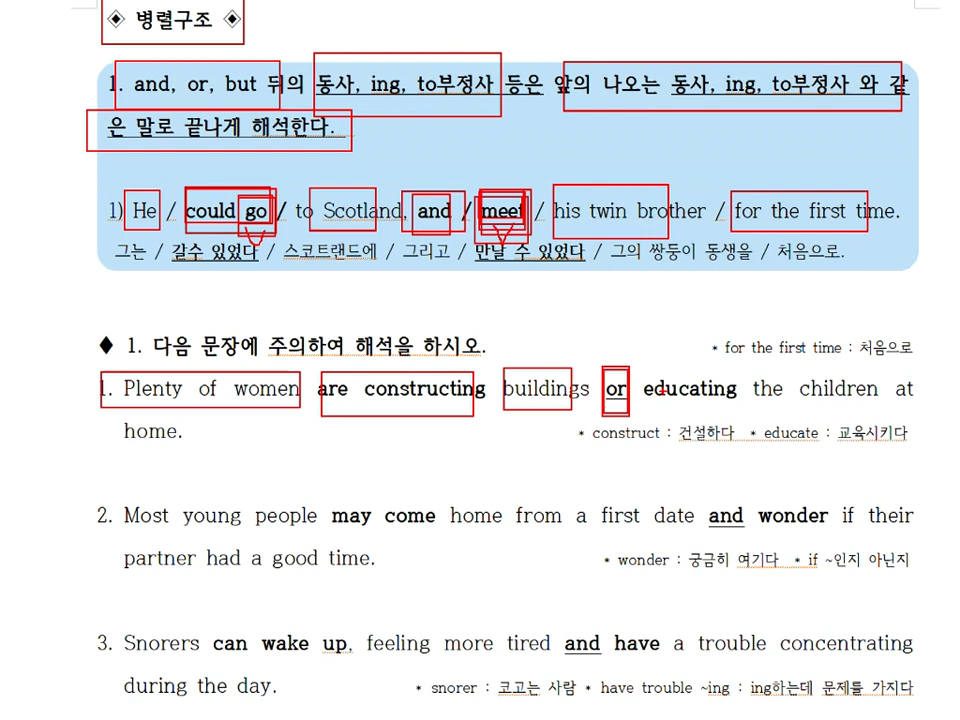 ◈ 병렬구조 ◈
1. and, or, but 뒤의 동사, ing, to부정사 등은 앞의 나오는 동사, ing, to부정사 와 같
은 말로 끝나게 해석한다.
1) He / could go / to Scotland, and / meet / his twin brother / for the first time.
그는 / 갈수 있었다 / 스코트랜드에 / 그리고 / 만날 수 있었다 / 그의 쌍둥이 동생을 / 처음으로.
◆ 1. 다음 문장에 주의하여 해석을 하시오. * for the first time : 처음으로
1. Plenty of women are constructing buildings or educating the children at
home. * construct : 건설하다 * educate : 교육시키다
2. Most young people may come home from a first date and wonder if their
partner had a good time. * wonder : 궁금히 여기다 * if ~인지 아닌지
3. Snorers can wake up, feeling more tired and have a trouble concentrating
during the day. * snorer : 코고는 사람 * have trouble ~ing : ing하는데 문제를 가지다